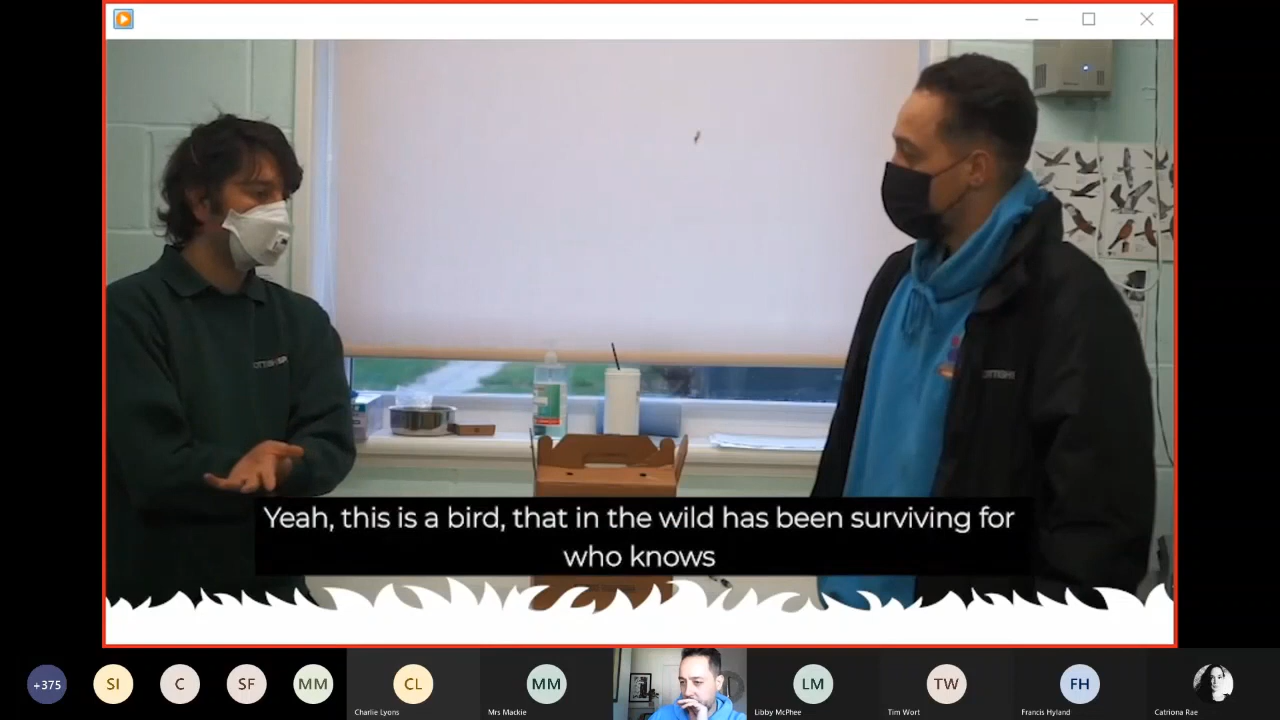 Yeah, this is a bird, that in the wild has been surviving for
who knows
+375
SI
C
SF
MM
CL
MM
LM
TW
FH
Charlie Lyons
Mrs Mackie
Libby McPhee
Tim Wort
Francis Hyland
Catriona Rae